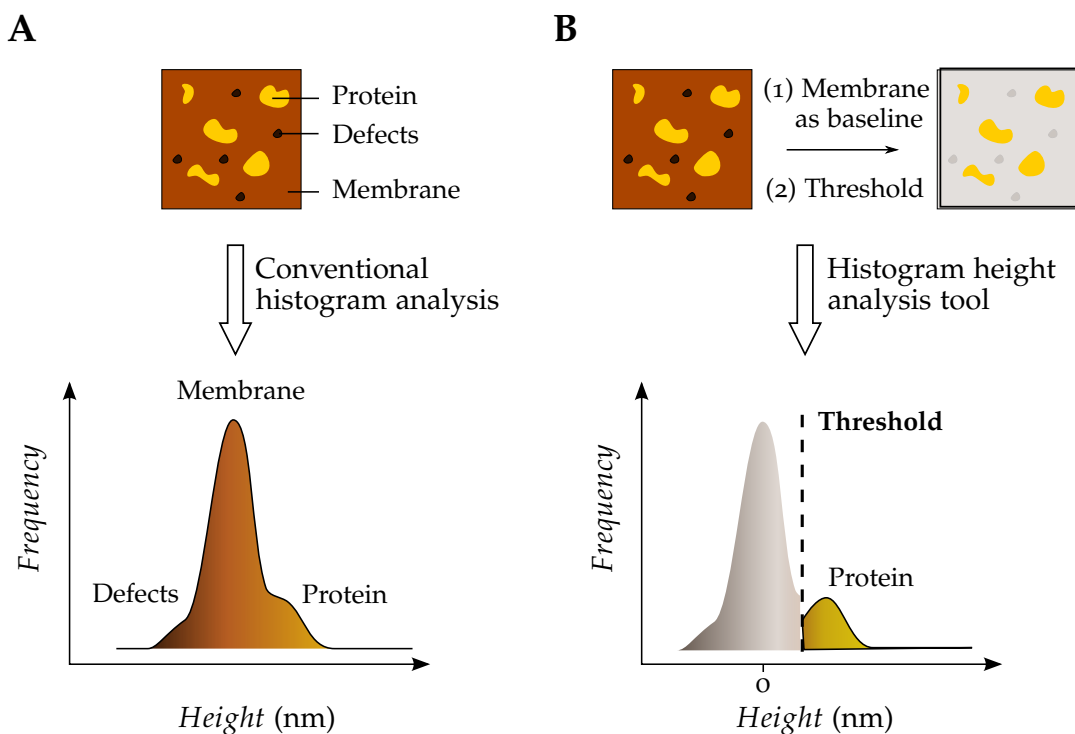 A
Protein
Defects
Membrane
Conventional
histogram analysis
Membrane
Defects
Protein
Frequency
Height (nm)
B
(1) Membrane
as baseline
(2) Threshold
Histogram height
analysis tool
Threshold
Protein
Frequency
0
Height (nm)